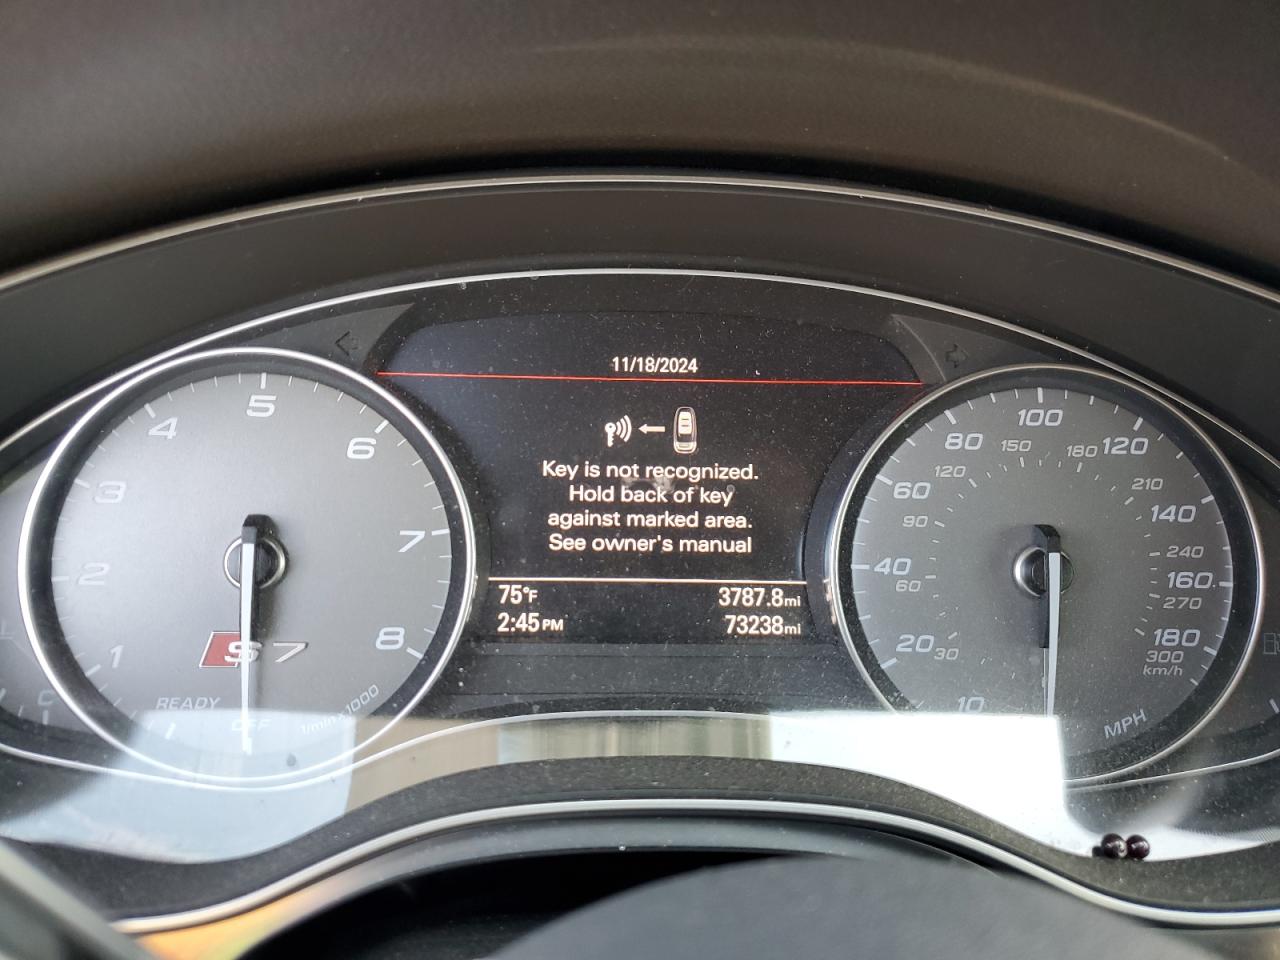 11/18/2024
Key is not recognized.
Hold back of key
against marked area.
See owner's manual
75°F 3787.8mi
2:45PM 73238mi
5
4
6
3
7
2
8
1
S7
READY
OFF
1/min x 1000
C
100
80
120
150
180
120
60
210
90
140
40
240
60
160
270
20
30
180
300
km/h
10
MPH